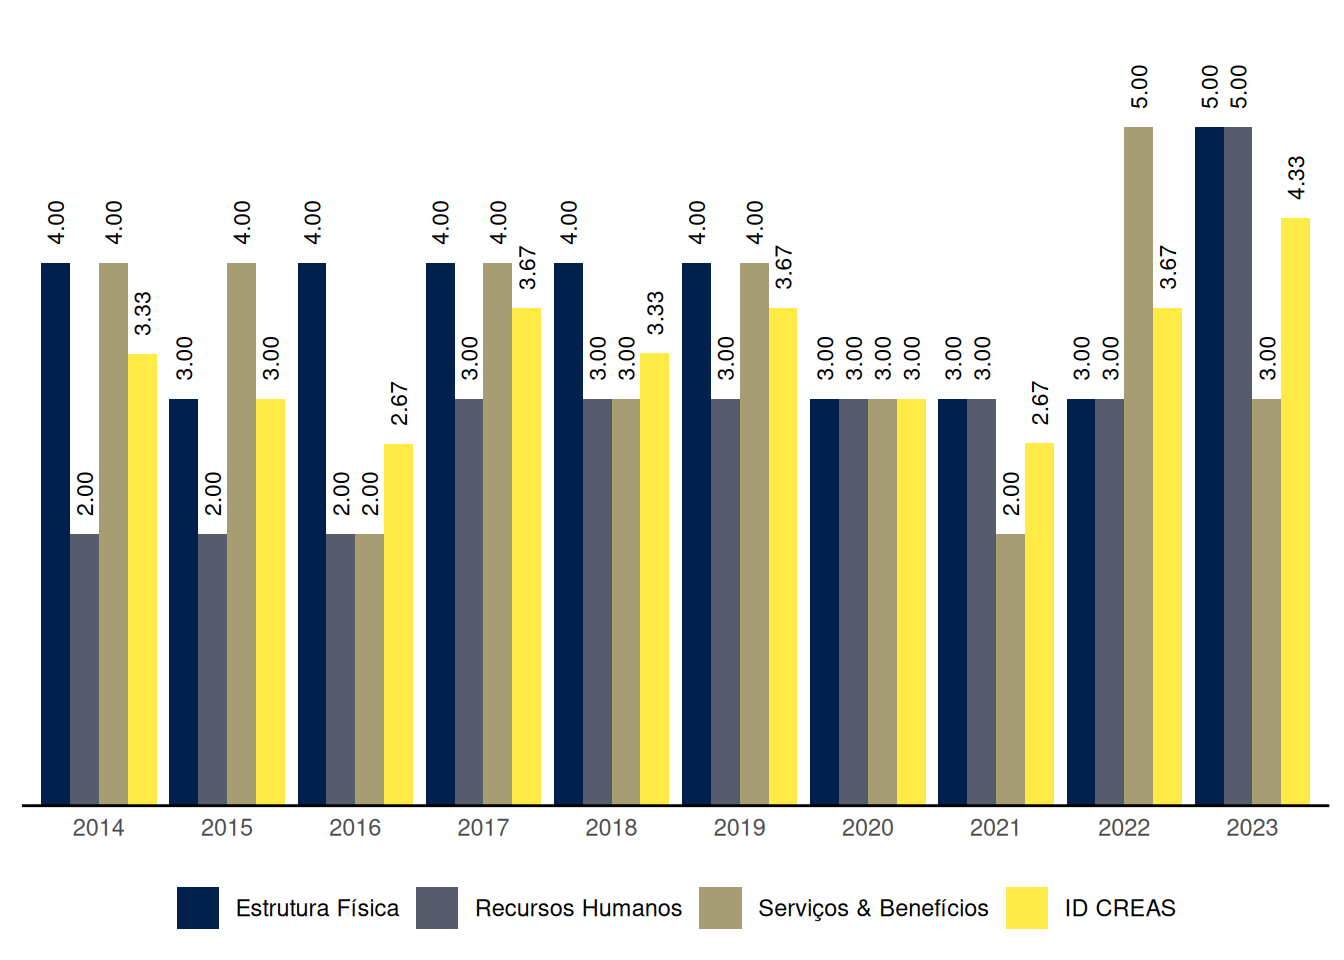 5.00 5.00 5.00
4.33
4.00 4.00 4.00 4.00 4.00 4.00 4.00 4.00 4.00
3.67 3.67 3.67
3.33 3.33
3.00 3.00 3.00 3.00 3.00 3.00 3.00 3.00 3.00 3.00 3.00 3.00 3.00 3.00 3.00
2.67 2.67
2.00 2.00 2.00 2.00 2.00
2014 2015 2016 2017 2018 2019 2020 2021 2022 2023
Estrutura Física Recursos Humanos Serviços & Benefícios ID CREAS